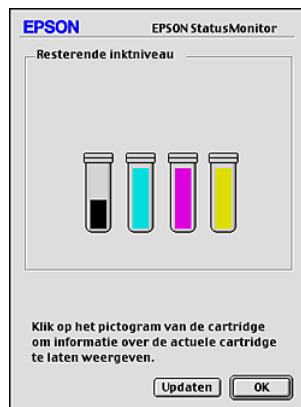 EPSON EPSON StatusMonitor
Resterende inktniveau
Klik op het pictogram van de cartridge
om informatie over de actuele cartridge
te laten weergeven.
Updaten OK